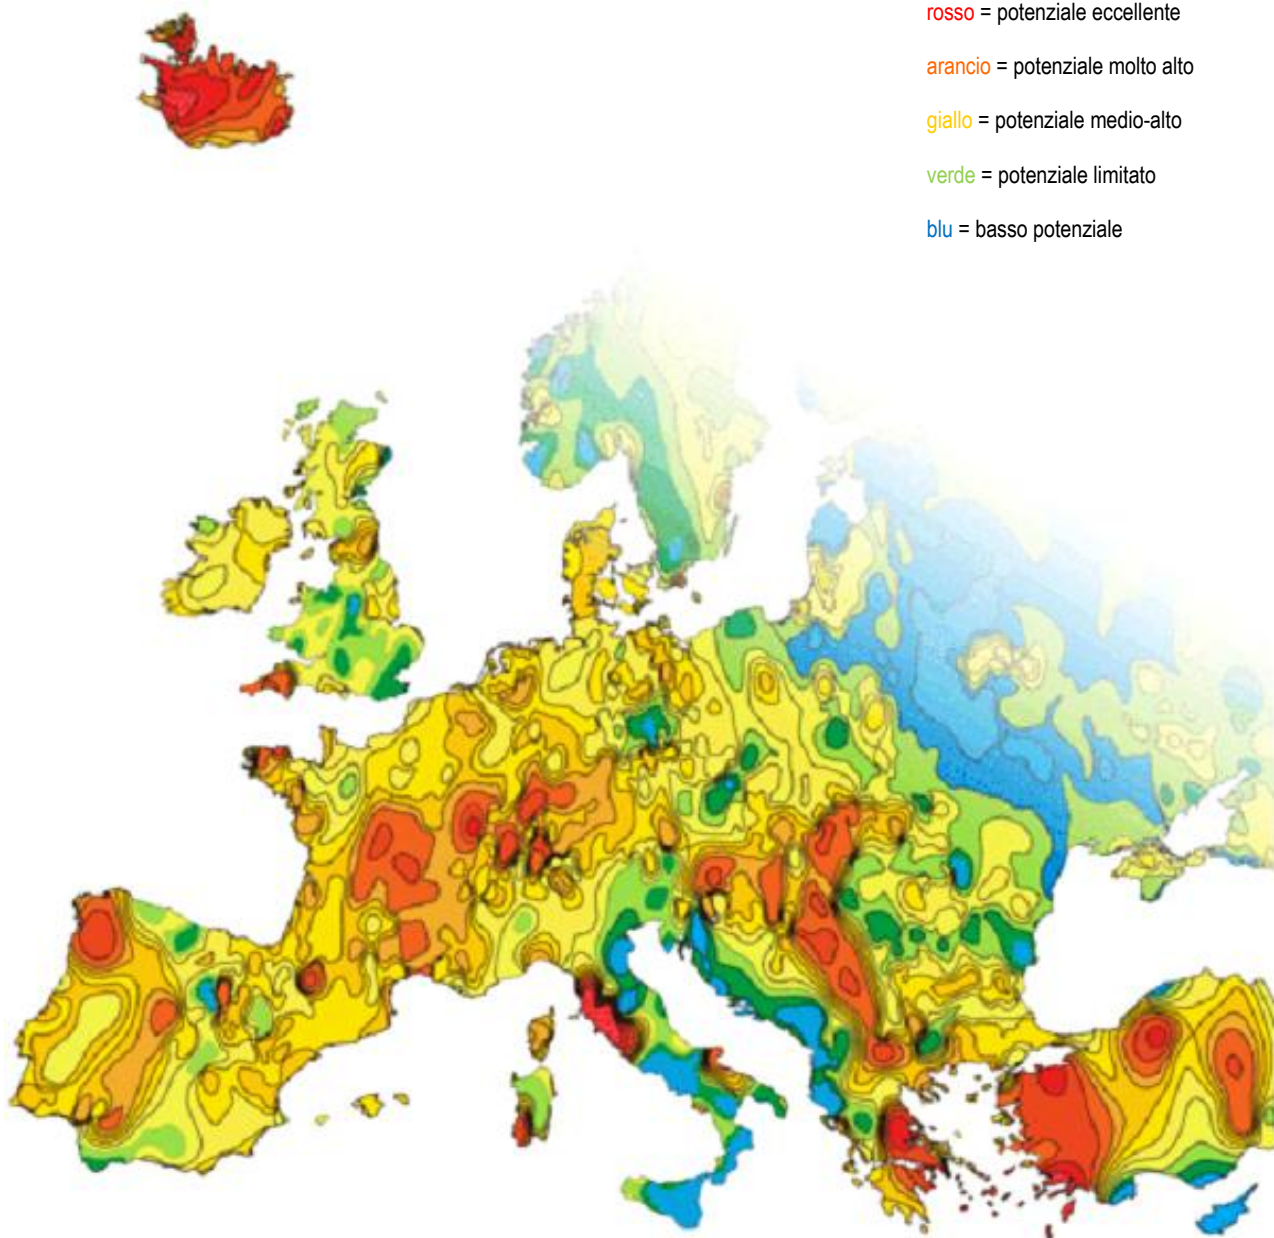 rosso = potenziale eccellente
arancio = potenziale molto alto
giallo = potenziale medio-alto
verde = potenziale limitato
blu = basso potenziale